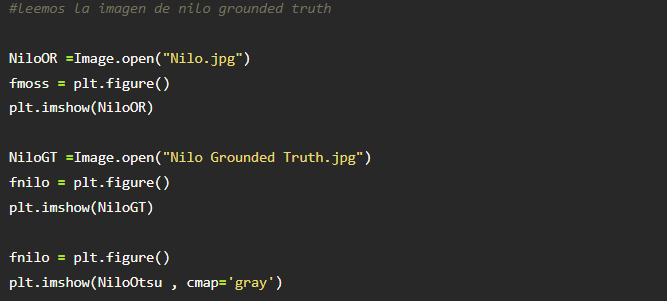 #leemos la imagen de nilo grounded truth
NiloOR =Image.open("Nilo.jpg")
fmoss = plt.figure()
plt.imshow(NiloOR)
NiloGT =Image.open("Nilo Grounded Truth.jpg")
fnilo = plt.figure()
plt.imshow(NiloGT)
fnilo = plt.figure()
plt.imshow(NiloOtsu , cmap='gray')